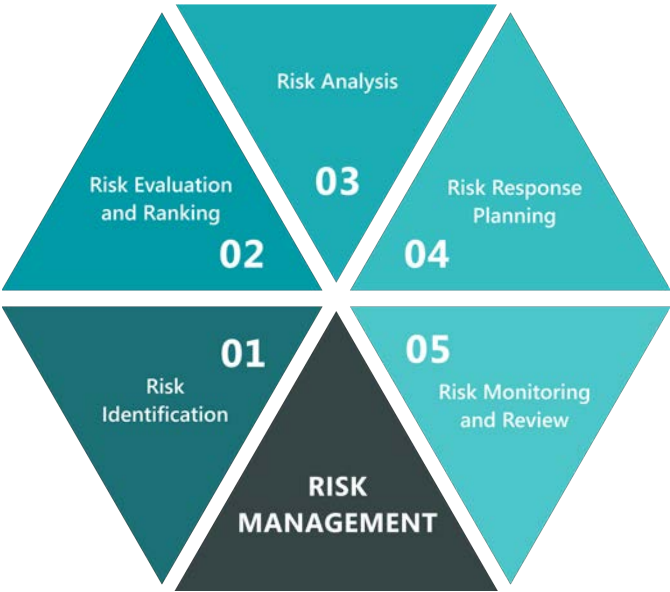 Risk Analysis
03
Risk Evaluation
and Ranking
02
Risk Response
Planning
04
01
Risk
Identification
05
Risk Monitoring
and Review
RISK
MANAGEMENT